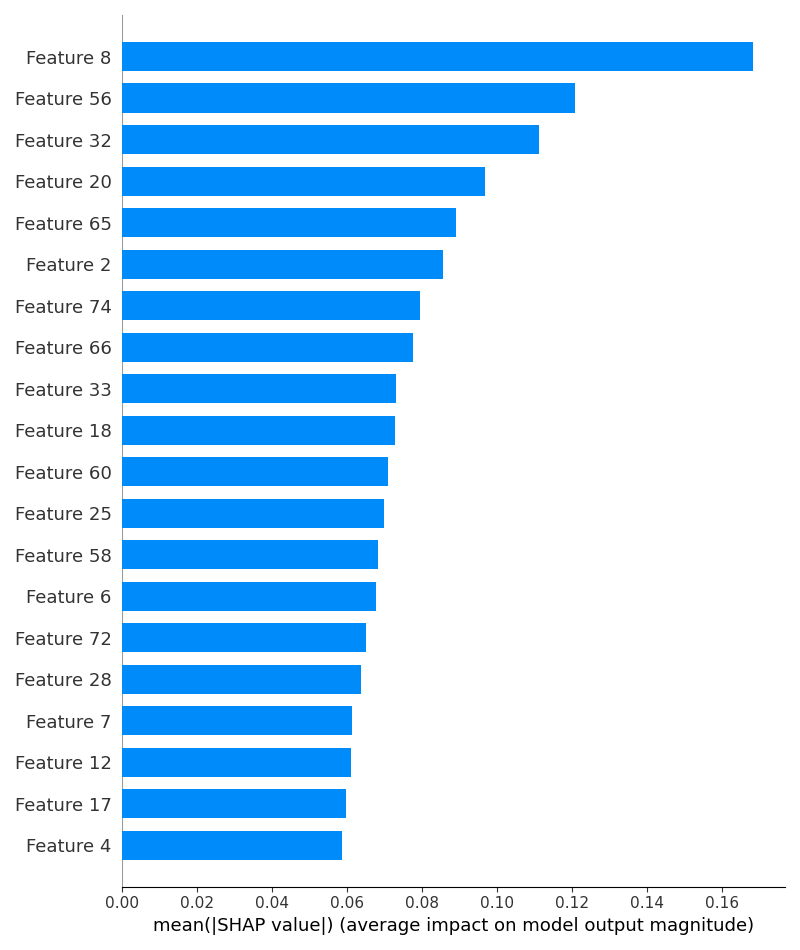 Feature 8
Feature 56
Feature 32
Feature 20
Feature 65
Feature 2
Feature 74
Feature 66
Feature 33
Feature 18
Feature 60
Feature 25
Feature 58
Feature 6
Feature 72
Feature 28
Feature 7
Feature 12
Feature 17
Feature 4
0.00 0.02 0.04 0.06 0.08 0.10 0.12 0.14 0.16
mean(|SHAP value|) (average impact on model output magnitude)